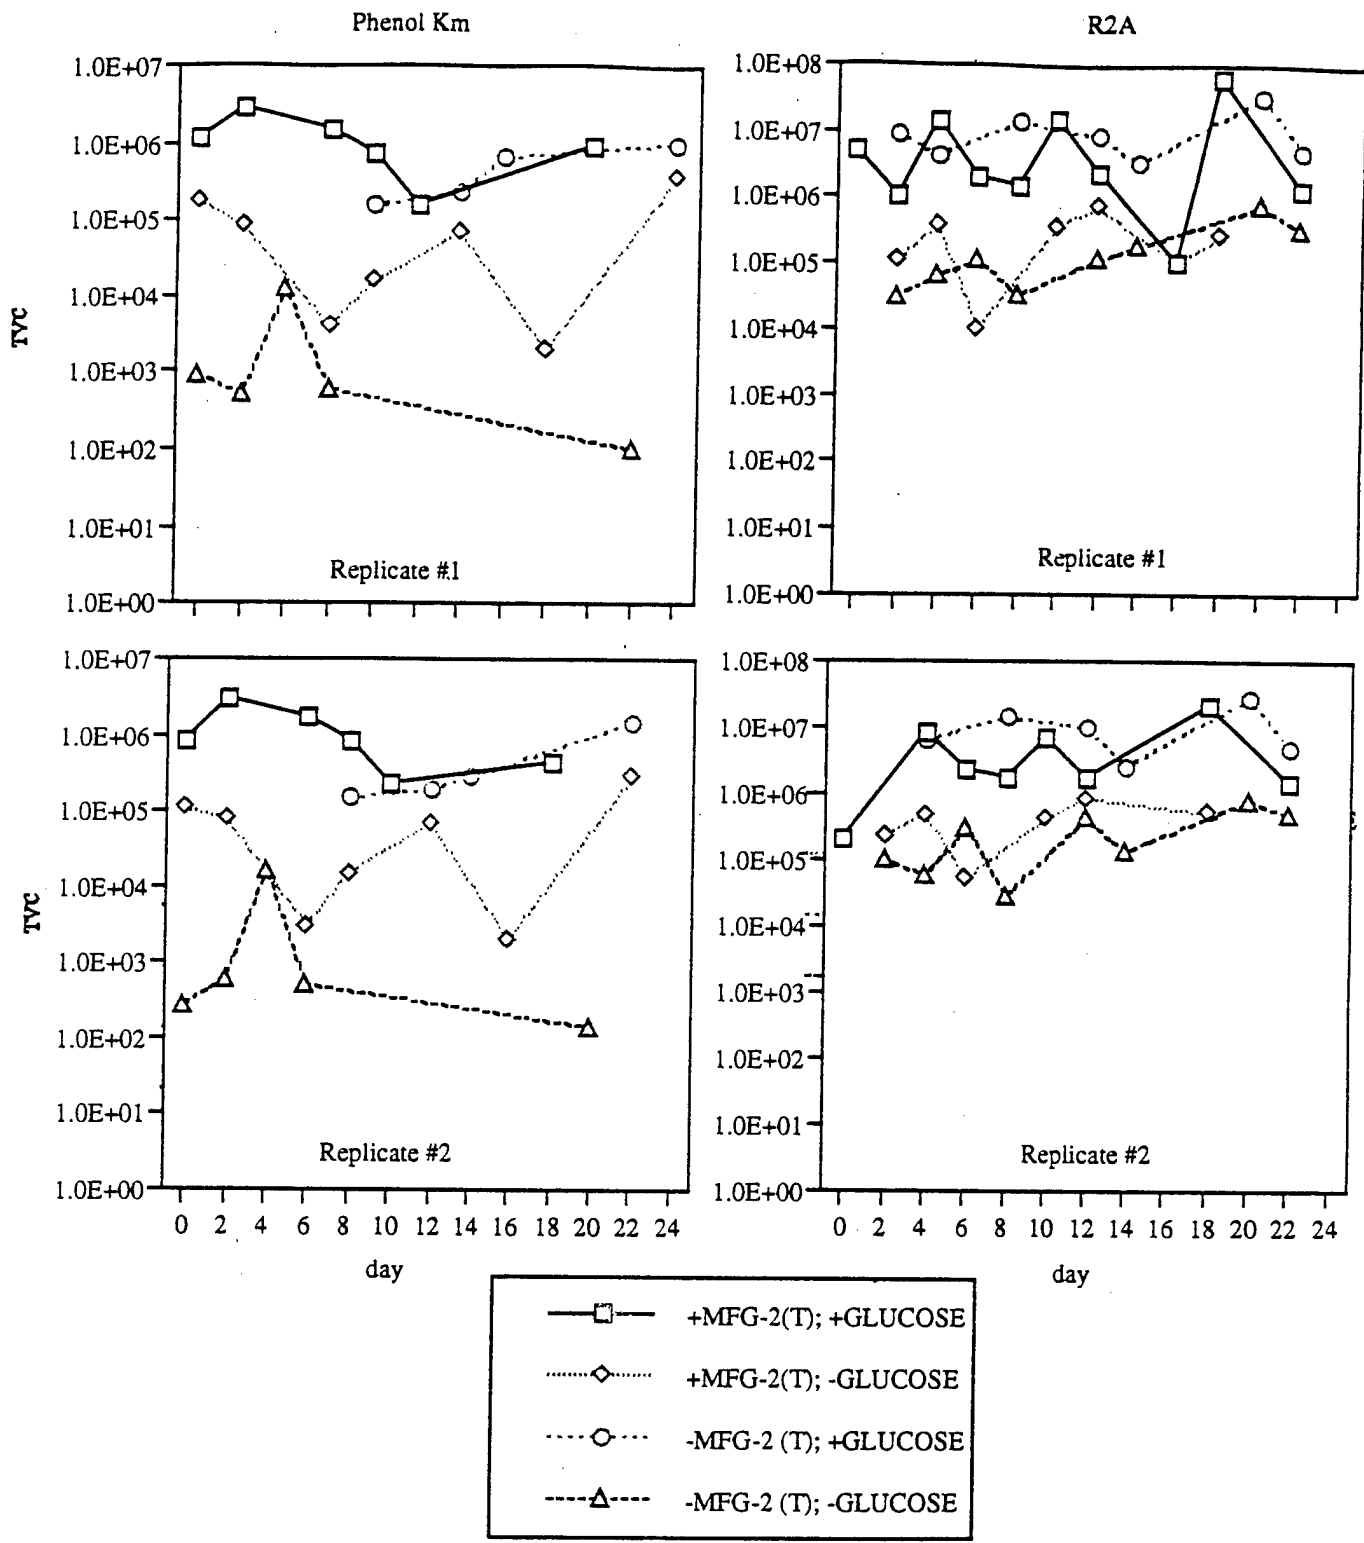 Phenol Km
R2A
1.0E+07
1.0E+06
1.0E+05
1.0E+04
1.0E+03
1.0E+02
1.0E+01
1.0E+00
TVC
Replicate #1
1.0E+08
1.0E+07
1.0E+06
1.0E+05
1.0E+04
1.0E+03
1.0E+02
1.0E+01
1.0E+00
Replicate #1
1.0E+07
1.0E+06
1.0E+05
1.0E+04
1.0E+03
1.0E+02
1.0E+01
1.0E+00
TVC
Replicate #2
0 2 4 6 8 10 12 14 16 18 20 22 24
day
1.0E+08
1.0E+07
1.0E+06
1.0E+05
1.0E+04
1.0E+03
1.0E+02
1.0E+01
1.0E+00
Replicate #2
0 2 4 6 8 10 12 14 16 18 20 22 24
day
+MFG-2(T); +GLUCOSE
+MFG-2(T); -GLUCOSE
-MFG-2 (T); +GLUCOSE
-MFG-2 (T); -GLUCOSE